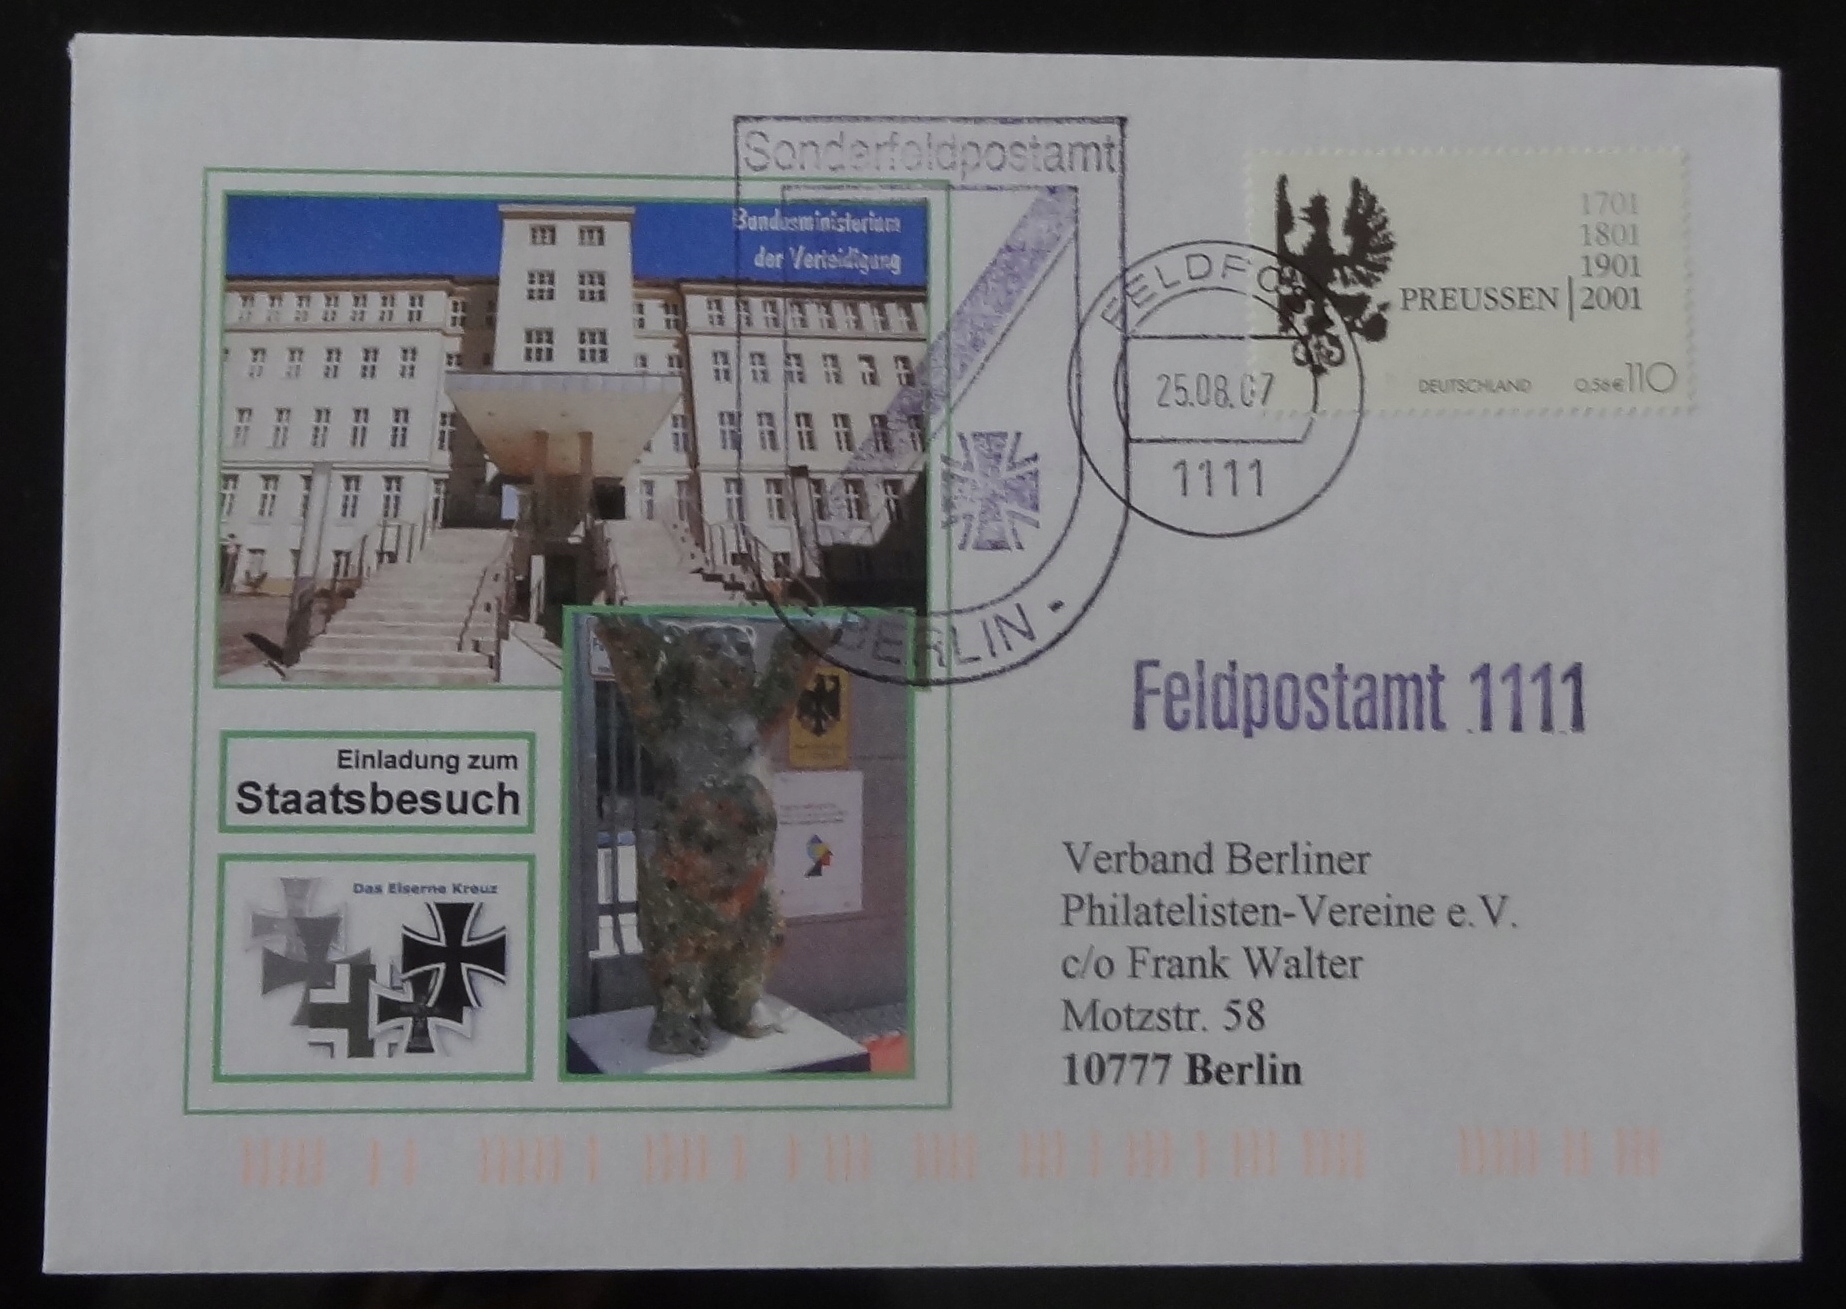 Sonderfeldpostamt
BERLIN
Bundesministerium
der Verteidigung
1701
1801
1901
PREUSSEN 2001
DEUTSCHLAND 0,56€ 110
25.08.07
1111
Feldpostamt 1111
Einladung zum
Staatsbesuch
Das Eiserne Kreuz
Verband Berliner
Philatelisten-Vereine e.V.
c/o Frank Walter
Motzstr. 58
10777 Berlin